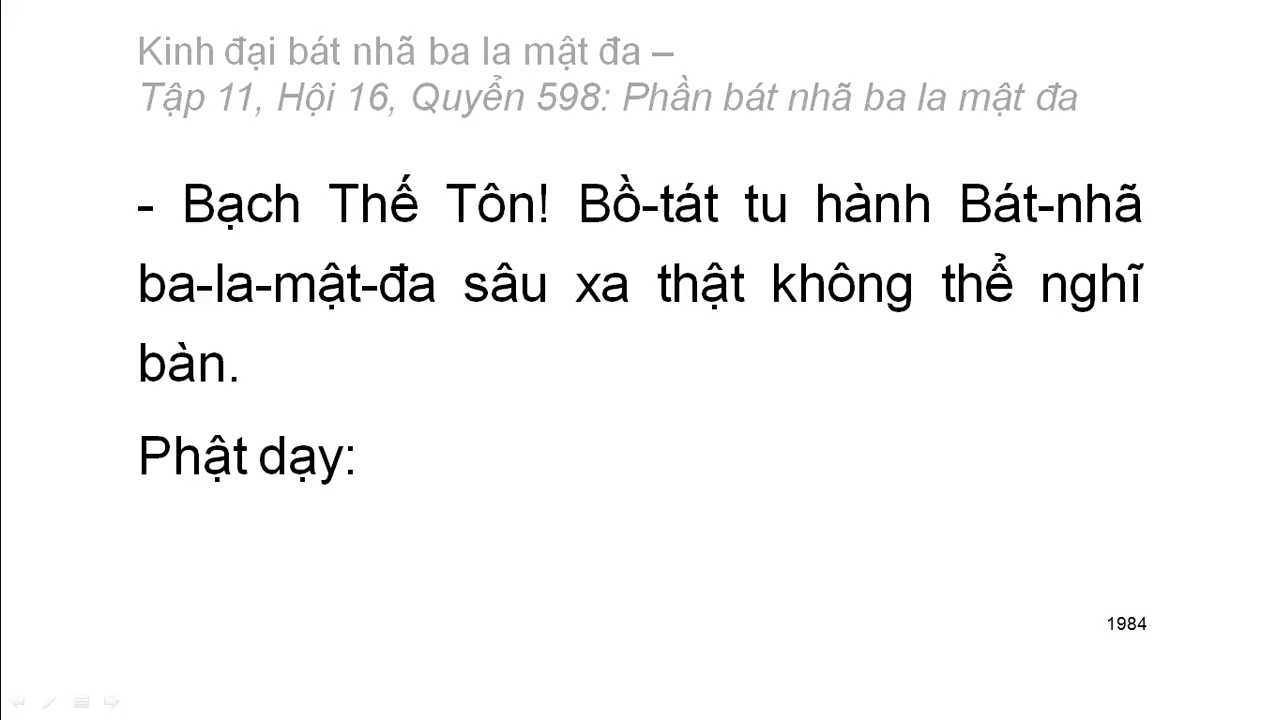 Kinh đại bát nhã ba la mật đa –
Tập 11, Hội 16, Quyển 598: Phần bát nhã ba la mật đa
- Bạch Thế Tôn! Bồ-tát tu hành Bát-nhã
ba-la-mật-đa sâu xa thật không thể nghĩ
bàn.
Phật dạy:
1984